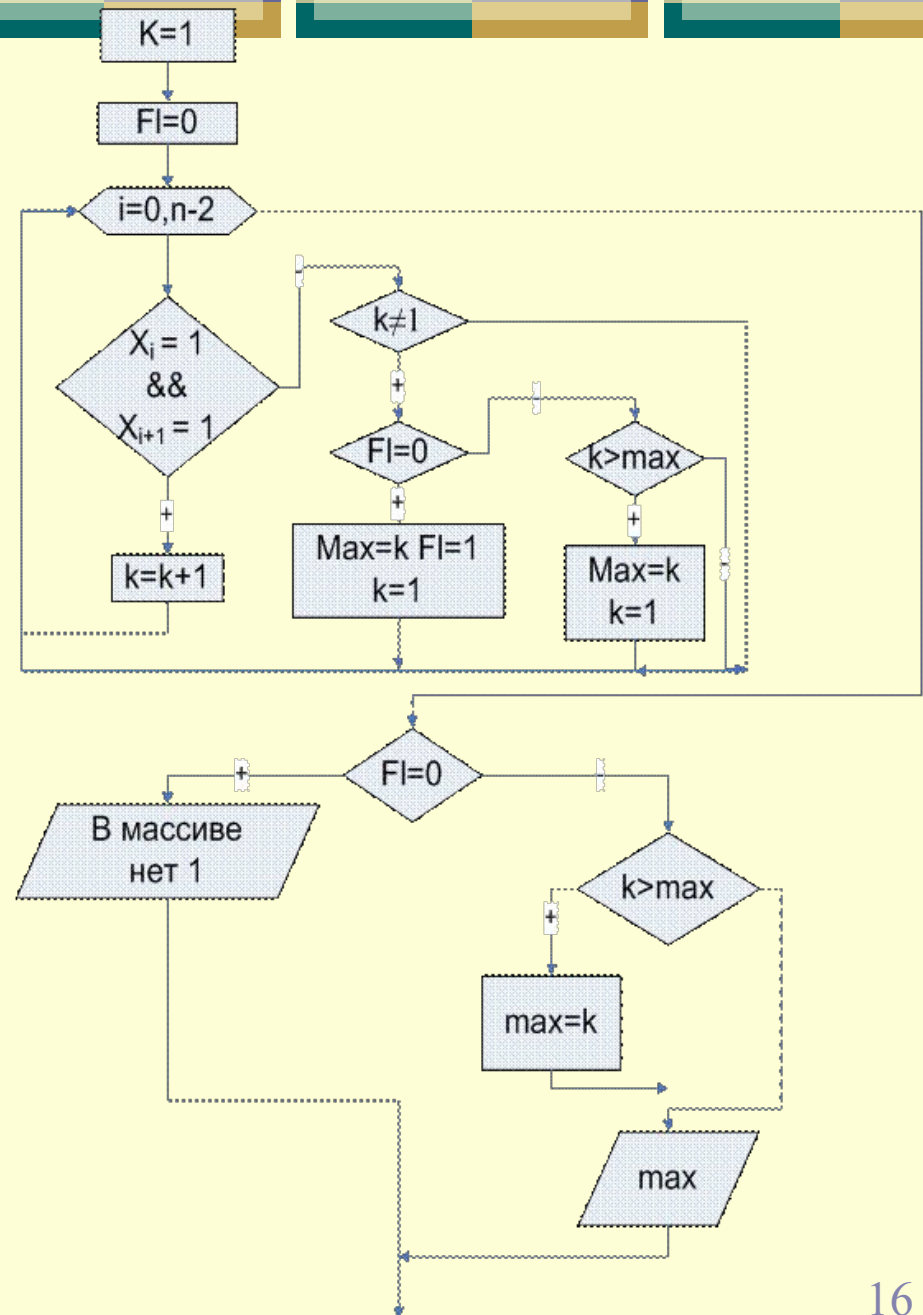 K=1
Fl=0
i=0,n-2
-
Xi = 1
&&
Xi+1 = 1
k≠1
+
-
Fl=0
k>max
+
+
+
k=k+1
Max=k Fl=1
k=1
Max=k
k=1
-
Fl=0
+
-
В массиве
нет 1
k>max
+
max=k
max
16